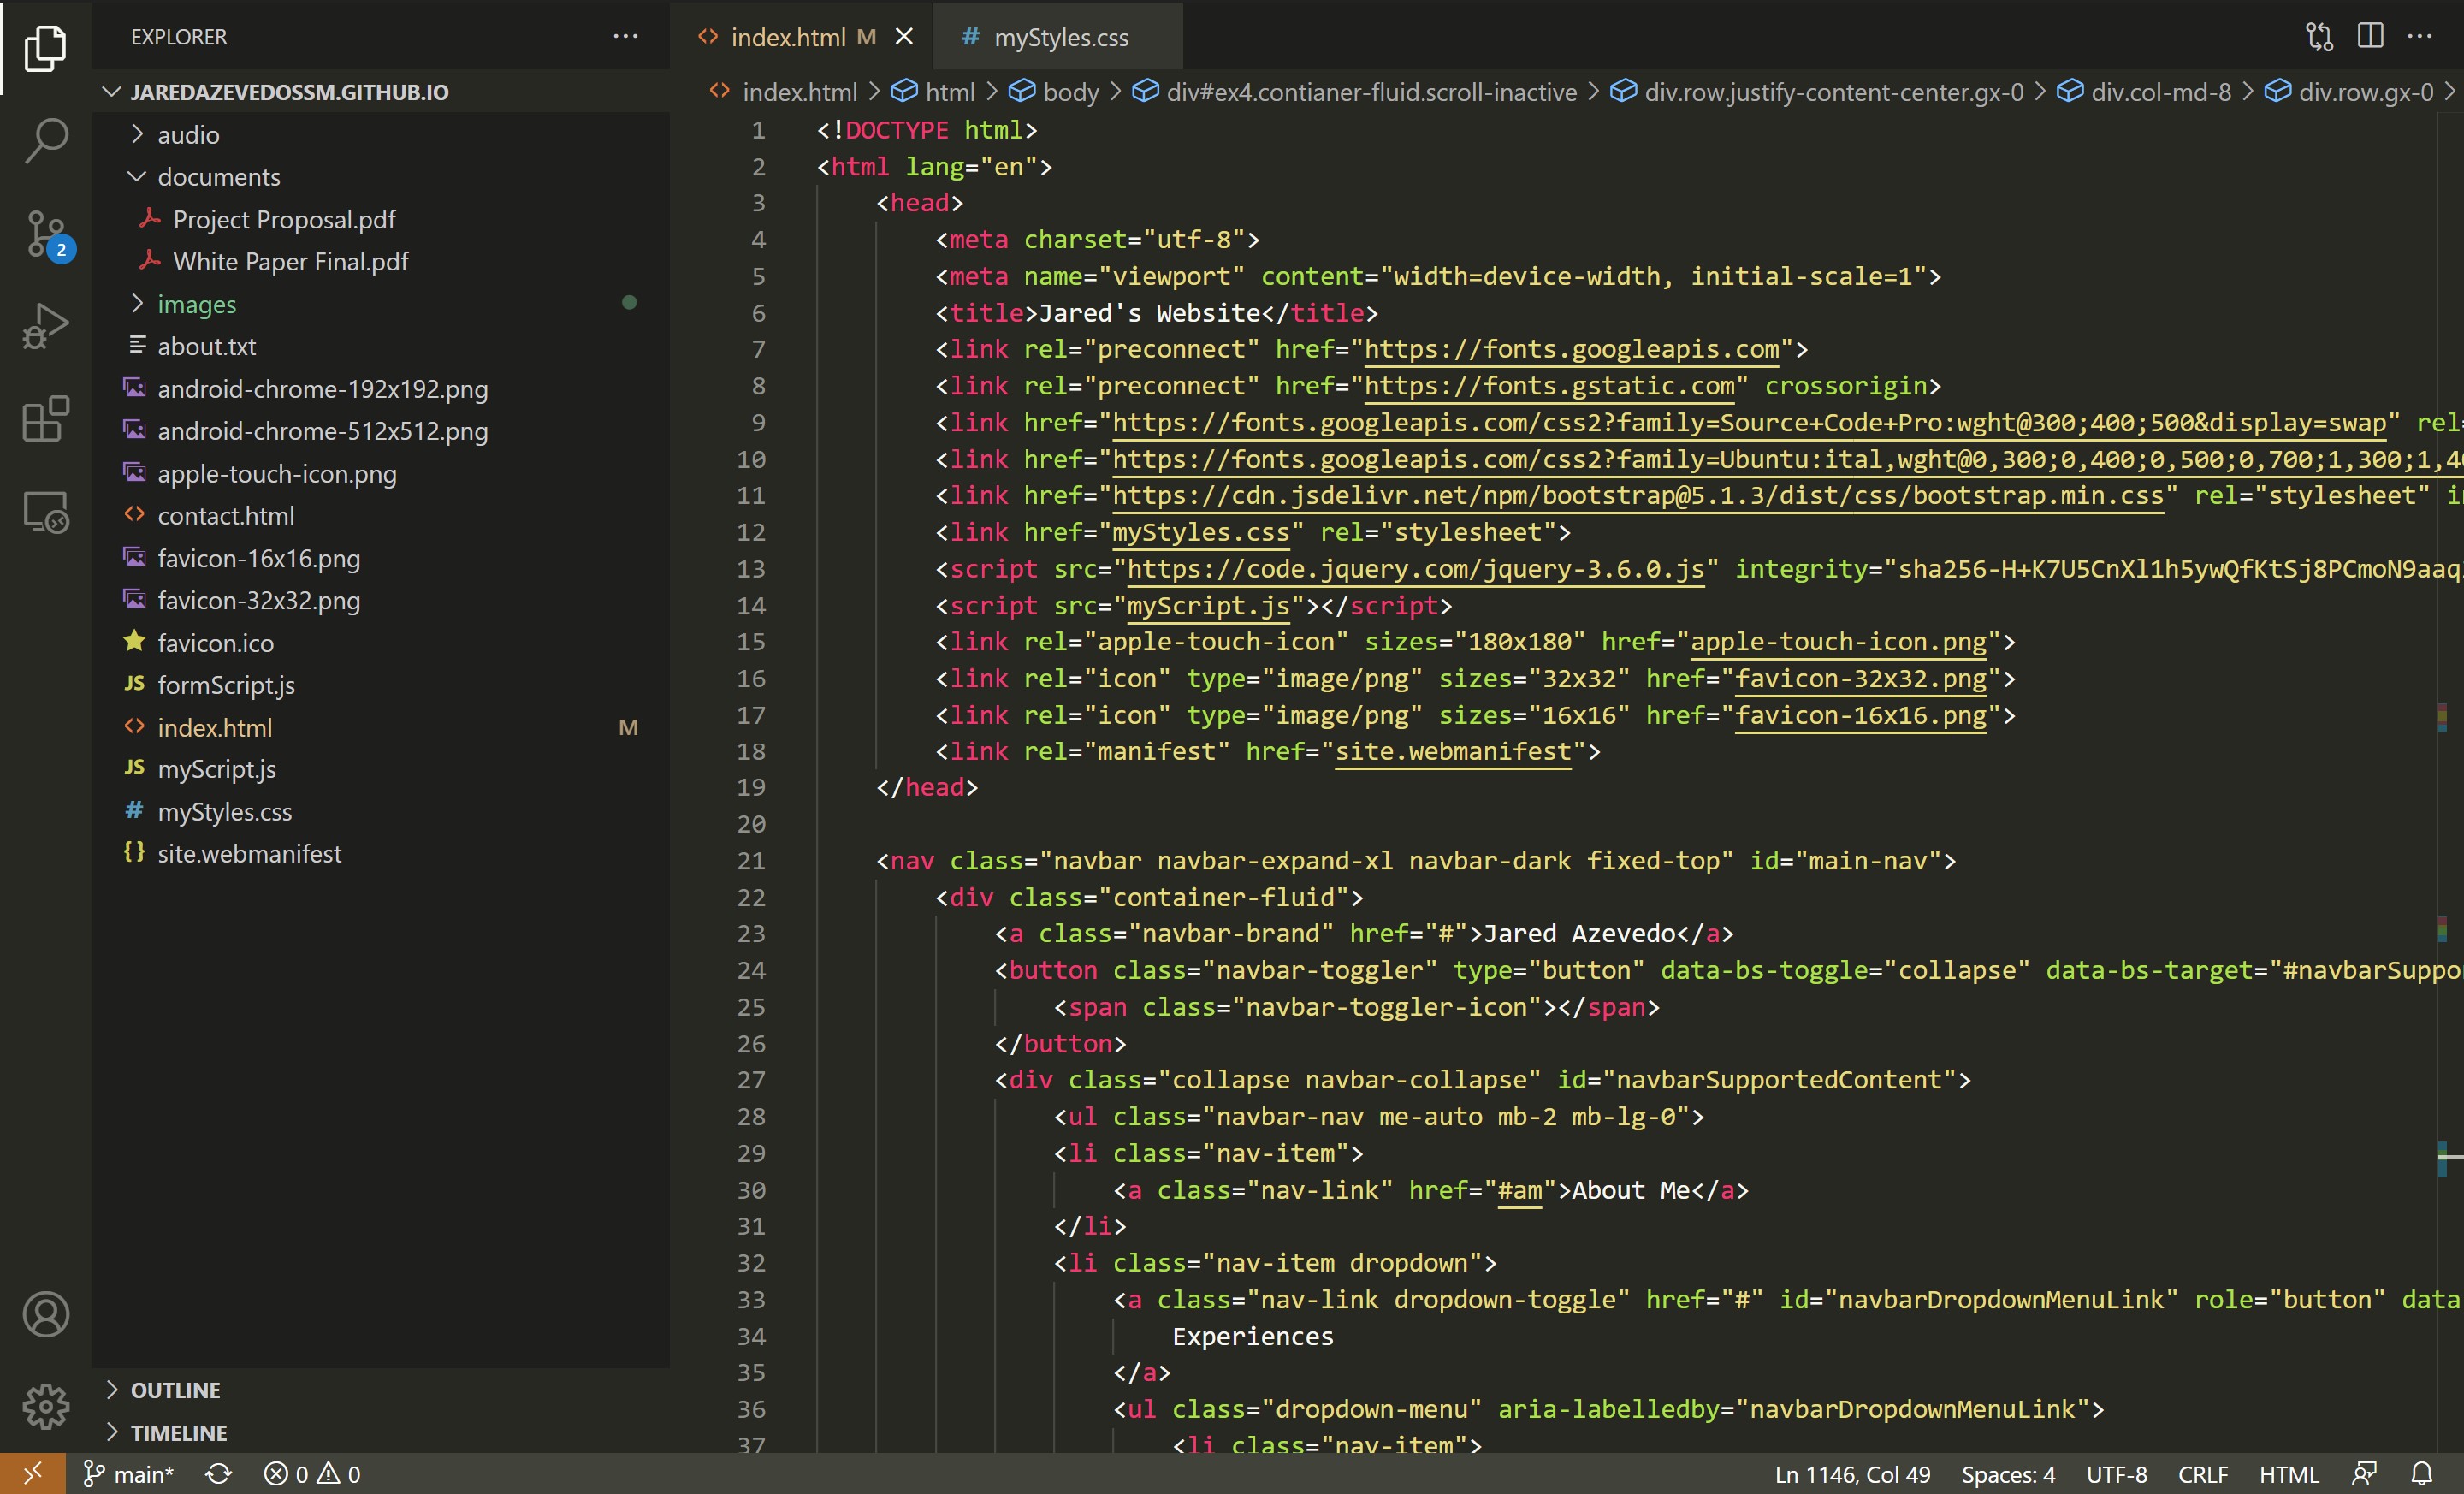 EXPLORER
JAREDAZEVEDOSSM.GITHUB.IO
audio
documents
Project Proposal.pdf
White Paper Final.pdf
images
about.txt
android-chrome-192x192.png
android-chrome-512x512.png
apple-touch-icon.png
contact.html
favicon-16x16.png
favicon-32x32.png
favicon.ico
JS formScript.js
index.html M
JS myScript.js
# myStyles.css
{} site.webmanifest
OUTLINE
TIMELINE
2
index.html M
# myStyles.css
index.html > html > body > div#ex4.contianer-fluid.scroll-inactive > div.row.justify-content-center.gx-0 > div.col-md-8 > div.row.gx-0 >
1 <!DOCTYPE html>
2 <html lang="en">
3 <head>
4 <meta charset="utf-8">
5 <meta name="viewport" content="width=device-width, initial-scale=1">
6 <title>Jared's Website</title>
7 <link rel="preconnect" href="https://fonts.googleapis.com">
8 <link rel="preconnect" href="https://fonts.gstatic.com" crossorigin>
9 <link href="https://fonts.googleapis.com/css2?family=Source+Code+Pro:wght@300;400;500&display=swap" rel=
10 <link href="https://fonts.googleapis.com/css2?family=Ubuntu:ital,wght@0,300;0,400;0,500;0,700;1,300;1,4
11 <link href="https://cdn.jsdelivr.net/npm/bootstrap@5.1.3/dist/css/bootstrap.min.css" rel="stylesheet" i
12 <link href="myStyles.css" rel="stylesheet">
13 <script src="https://code.jquery.com/jquery-3.6.0.js" integrity="sha256-H+K7U5CnXl1h5ywQfKtSj8PCmoN9aaq
14 <script src="myScript.js"></script>
15 <link rel="apple-touch-icon" sizes="180x180" href="apple-touch-icon.png">
16 <link rel="icon" type="image/png" sizes="32x32" href="favicon-32x32.png">
17 <link rel="icon" type="image/png" sizes="16x16" href="favicon-16x16.png">
18 <link rel="manifest" href="site.webmanifest">
19 </head>
20
21 <nav class="navbar navbar-expand-xl navbar-dark fixed-top" id="main-nav">
22 <div class="container-fluid">
23 <a class="navbar-brand" href="#">Jared Azevedo</a>
24 <button class="navbar-toggler" type="button" data-bs-toggle="collapse" data-bs-target="#navbarSuppo
25 <span class="navbar-toggler-icon"></span>
26 </button>
27 <div class="collapse navbar-collapse" id="navbarSupportedContent">
28 <ul class="navbar-nav me-auto mb-2 mb-lg-0">
29 <li class="nav-item">
30 <a class="nav-link" href="#am">About Me</a>
31 </li>
32 <li class="nav-item dropdown">
33 <a class="nav-link dropdown-toggle" href="#" id="navbarDropdownMenuLink" role="button" data
34 Experiences
35 </a>
36 <ul class="dropdown-menu" aria-labelledby="navbarDropdownMenuLink">
37 <li class="nav-item">
main* 0 0 Ln 1146, Col 49 Spaces: 4 UTF-8 CRLF HTML